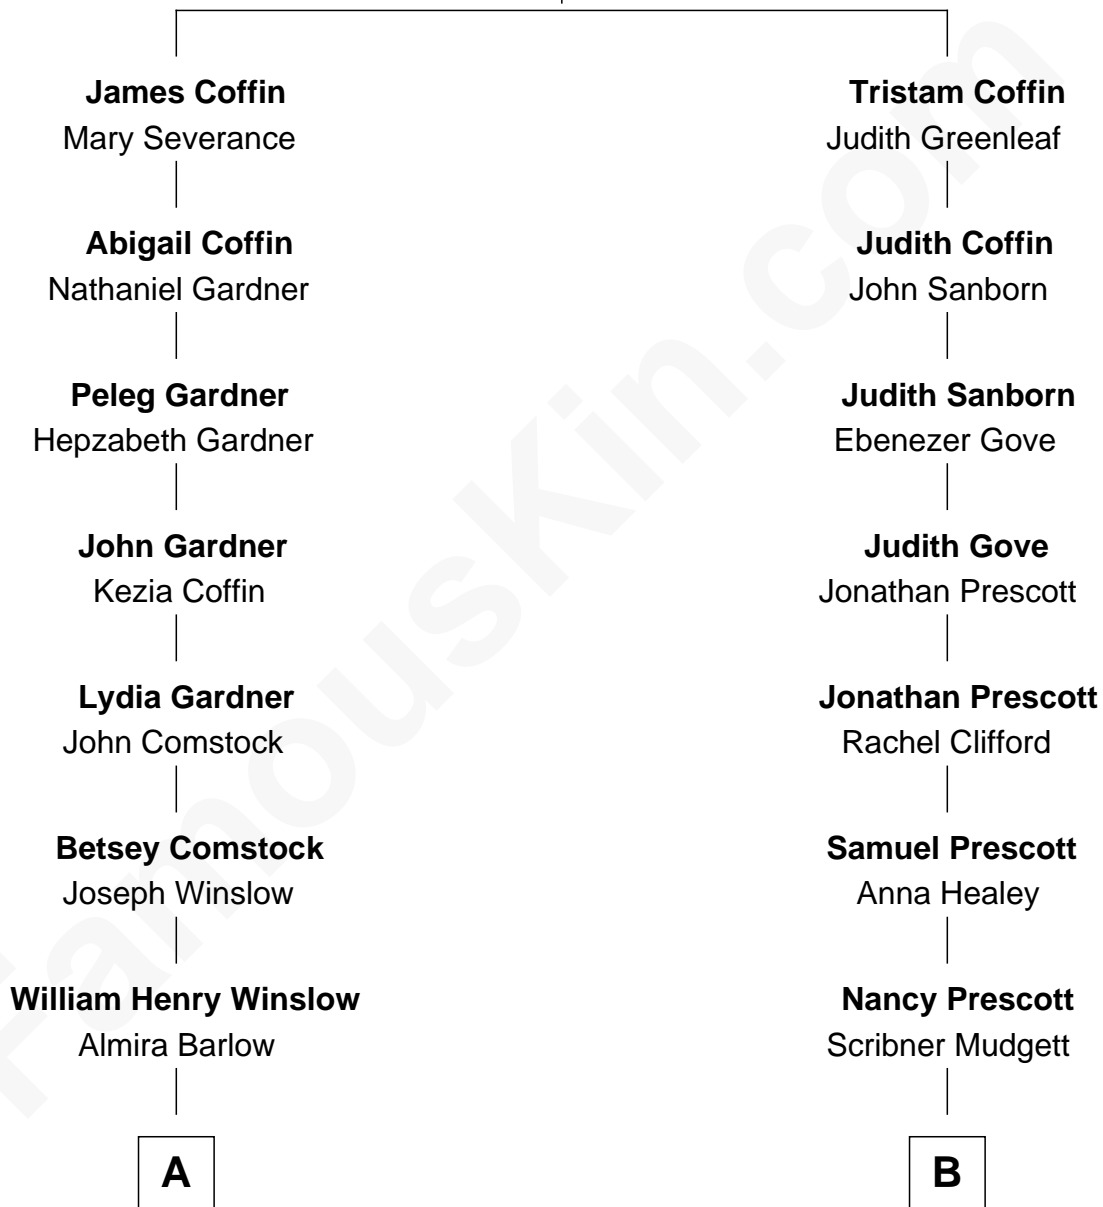 James Coffin
Mary Severance
Abigail Coffin
Nathaniel Gardner
Peleg Gardner
Hepzabeth Gardner
John Gardner
Kezia Coffin
Lydia Gardner
John Comstock
Betsey Comstock
Joseph Winslow
William Henry Winslow
Almira Barlow
A
Tristam Coffin
Judith Greenleaf
Judith Coffin
John Sanborn
Judith Sanborn
Ebenezer Gove
Judith Gove
Jonathan Prescott
Jonathan Prescott
Rachel Clifford
Samuel Prescott
Anna Healey
Nancy Prescott
Scribner Mudgett
B
FamousKin.com